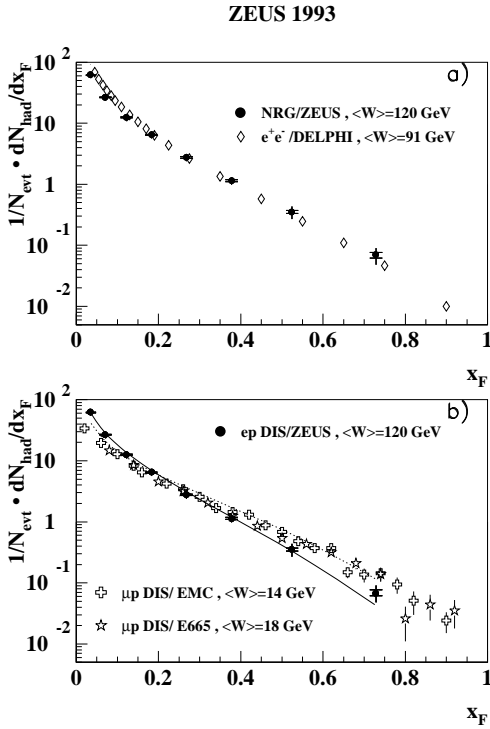 ZEUS 1993
1/N_evt • dN_had/dx_F
10^2
10
1
10^-1
10^-2
a)
NRG/ZEUS , <W>=120 GeV
e^+e^-/DELPHI , <W>=91 GeV
0 0.2 0.4 0.6 0.8 1
x_F
1/N_evt • dN_had/dx_F
10^2
10
1
10^-1
10^-2
b)
ep DIS/ZEUS , <W>=120 GeV
μp DIS/ EMC , <W>=14 GeV
μp DIS/ E665 , <W>=18 GeV
0 0.2 0.4 0.6 0.8 1
x_F